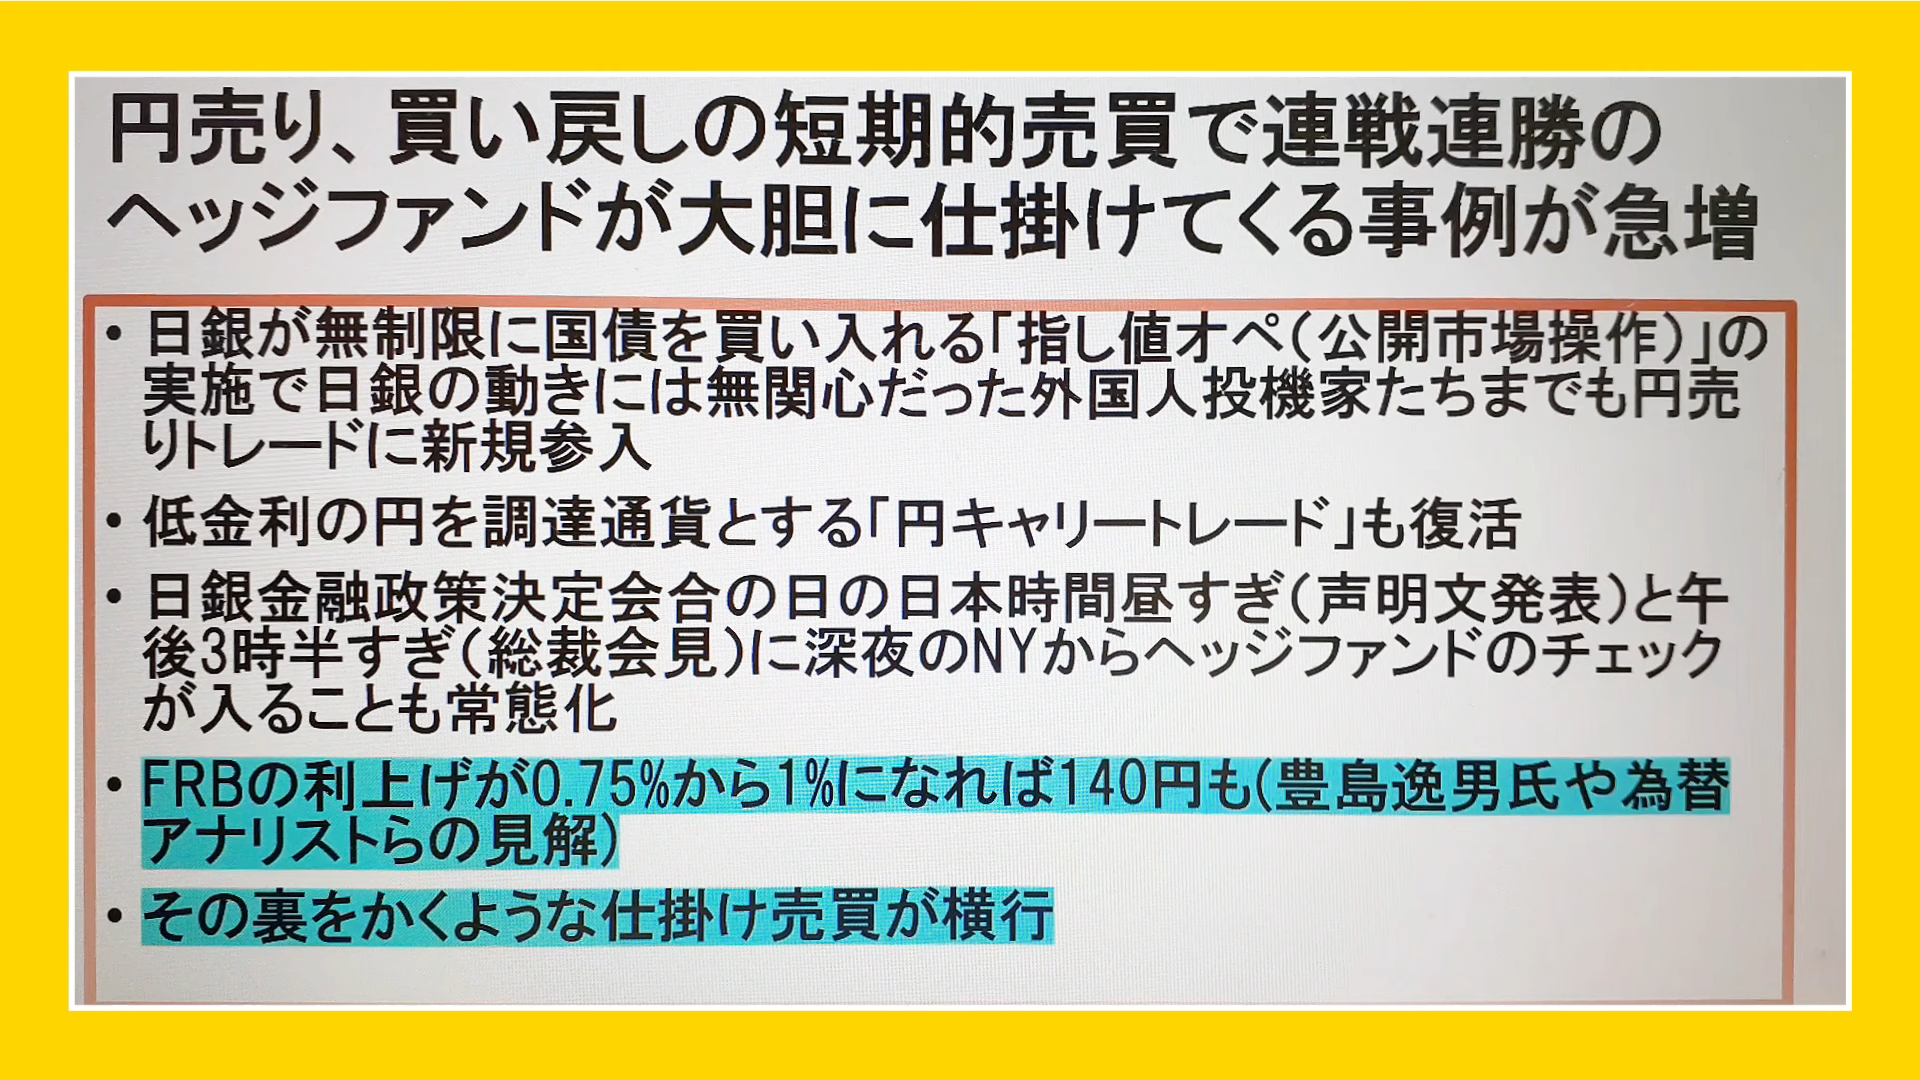 円売り、買い戻しの短期的売買で連戦連勝の
ヘッジファンドが大胆に仕掛けてくる事例が急増
・日銀が無制限に国債を買い入れる「指し値オペ(公開市場操作)」の
実施で日銀の動きには無関心だった外国人投機家たちまでも円売
りトレードに新規参入
・低金利の円を調達通貨とする「円キャリートレード」も復活
・日銀金融政策決定会合の日の日本時間昼すぎ(声明文発表)と午
後3時半すぎ(総裁会見)に深夜のNYからヘッジファンドのチェック
が入ることも常態化
・FRBの利上げが0.75%から1%になれば140円も(豊島逸男氏や為替
アナリストらの見解)
・その裏をかくような仕掛け売買が横行